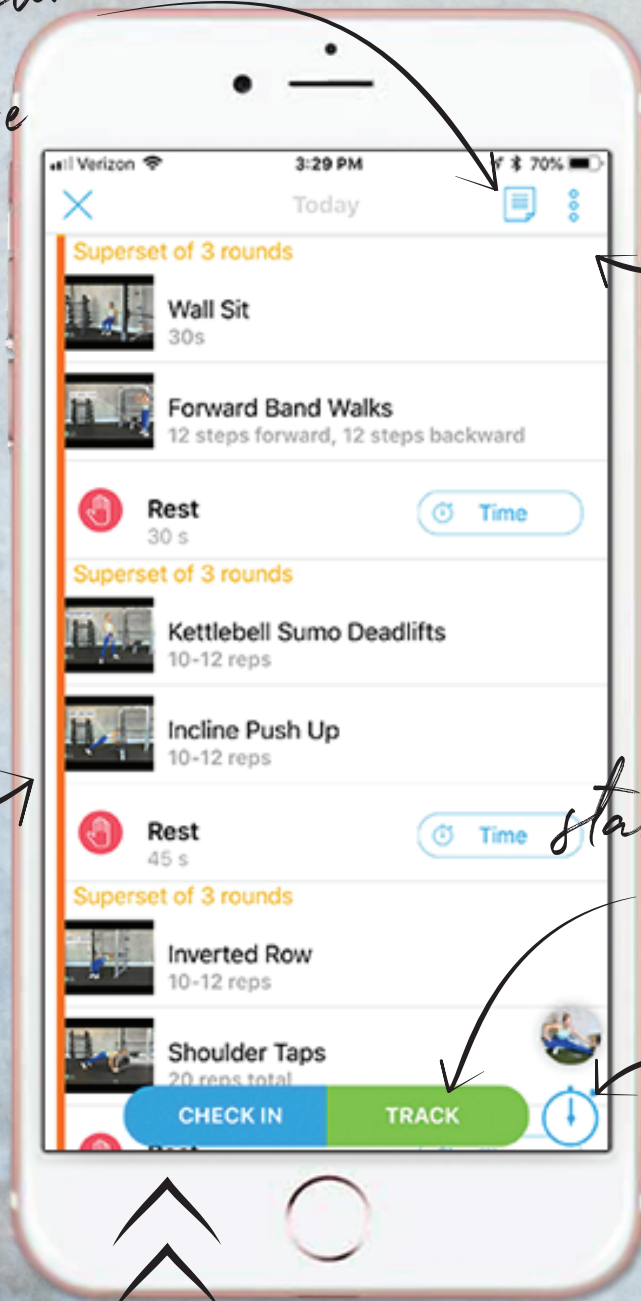 Verizon 3:29 PM 70%
Today
Superset of 3 rounds
Wall Sit
30s
Forward Band Walks
12 steps forward, 12 steps backward
Rest
30 s
Time
Superset of 3 rounds
Kettlebell Sumo Deadlifts
10-12 reps
Incline Push Up
10-12 reps
Rest
45 s
Time
Superset of 3 rounds
Inverted Row
10-12 reps
Shoulder Taps
20 reps total
CHECK IN
TRACK